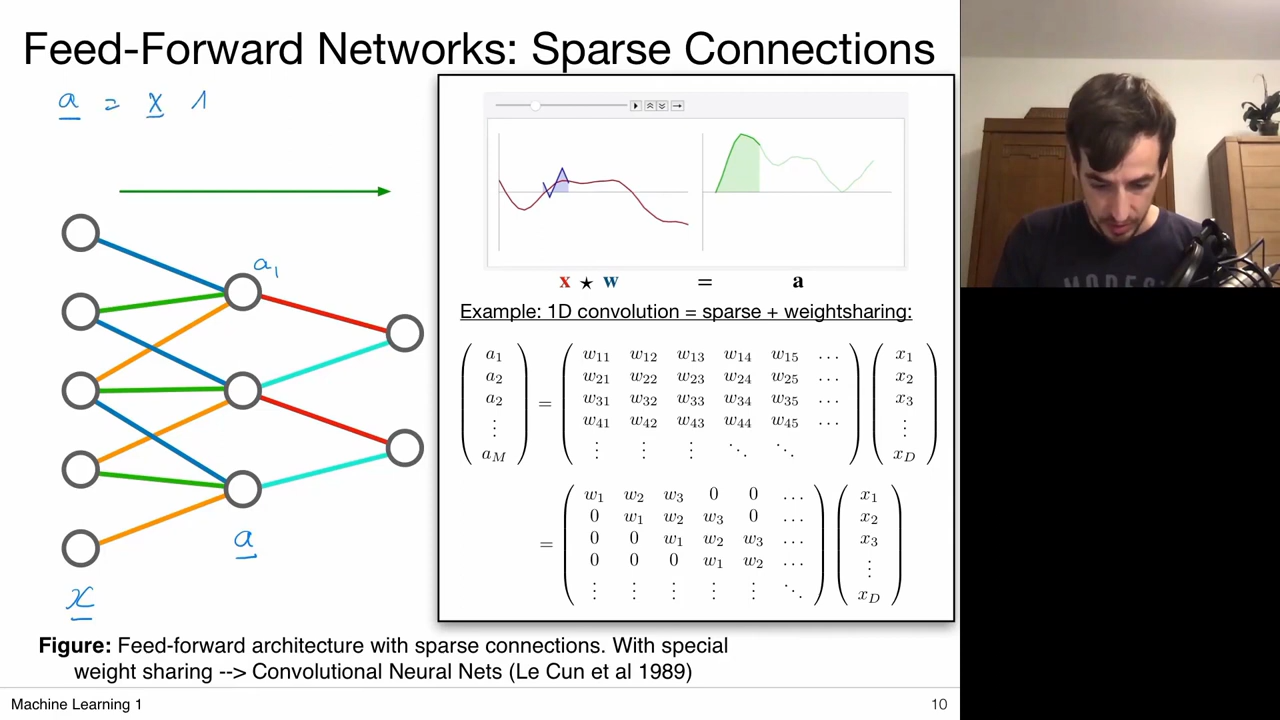 Feed-Forward Networks: Sparse Connections
a = x 1
a1
a
x
x ⋆ w = a
Example: 1D convolution = sparse + weightsharing:
a1 w11 w12 w13 w14 w15 ... x1
a2 w21 w22 w23 w24 w25 ... x2
a2 = w31 w32 w33 w34 w35 ... x3
⋮ w41 w42 w43 w44 w45 ... ⋮
aM ⋮ ⋮ ⋮ ⋱ ⋱ xD
w1 w2 w3 0 0 ... x1
0 w1 w2 w3 0 ... x2
= 0 0 w1 w2 w3 ... x3
0 0 0 w1 w2 ... ⋮
⋮ ⋮ ⋮ ⋮ ⋮ ⋱ xD
Figure: Feed-forward architecture with sparse connections. With special
weight sharing --> Convolutional Neural Nets (Le Cun et al 1989)
Machine Learning 1
10